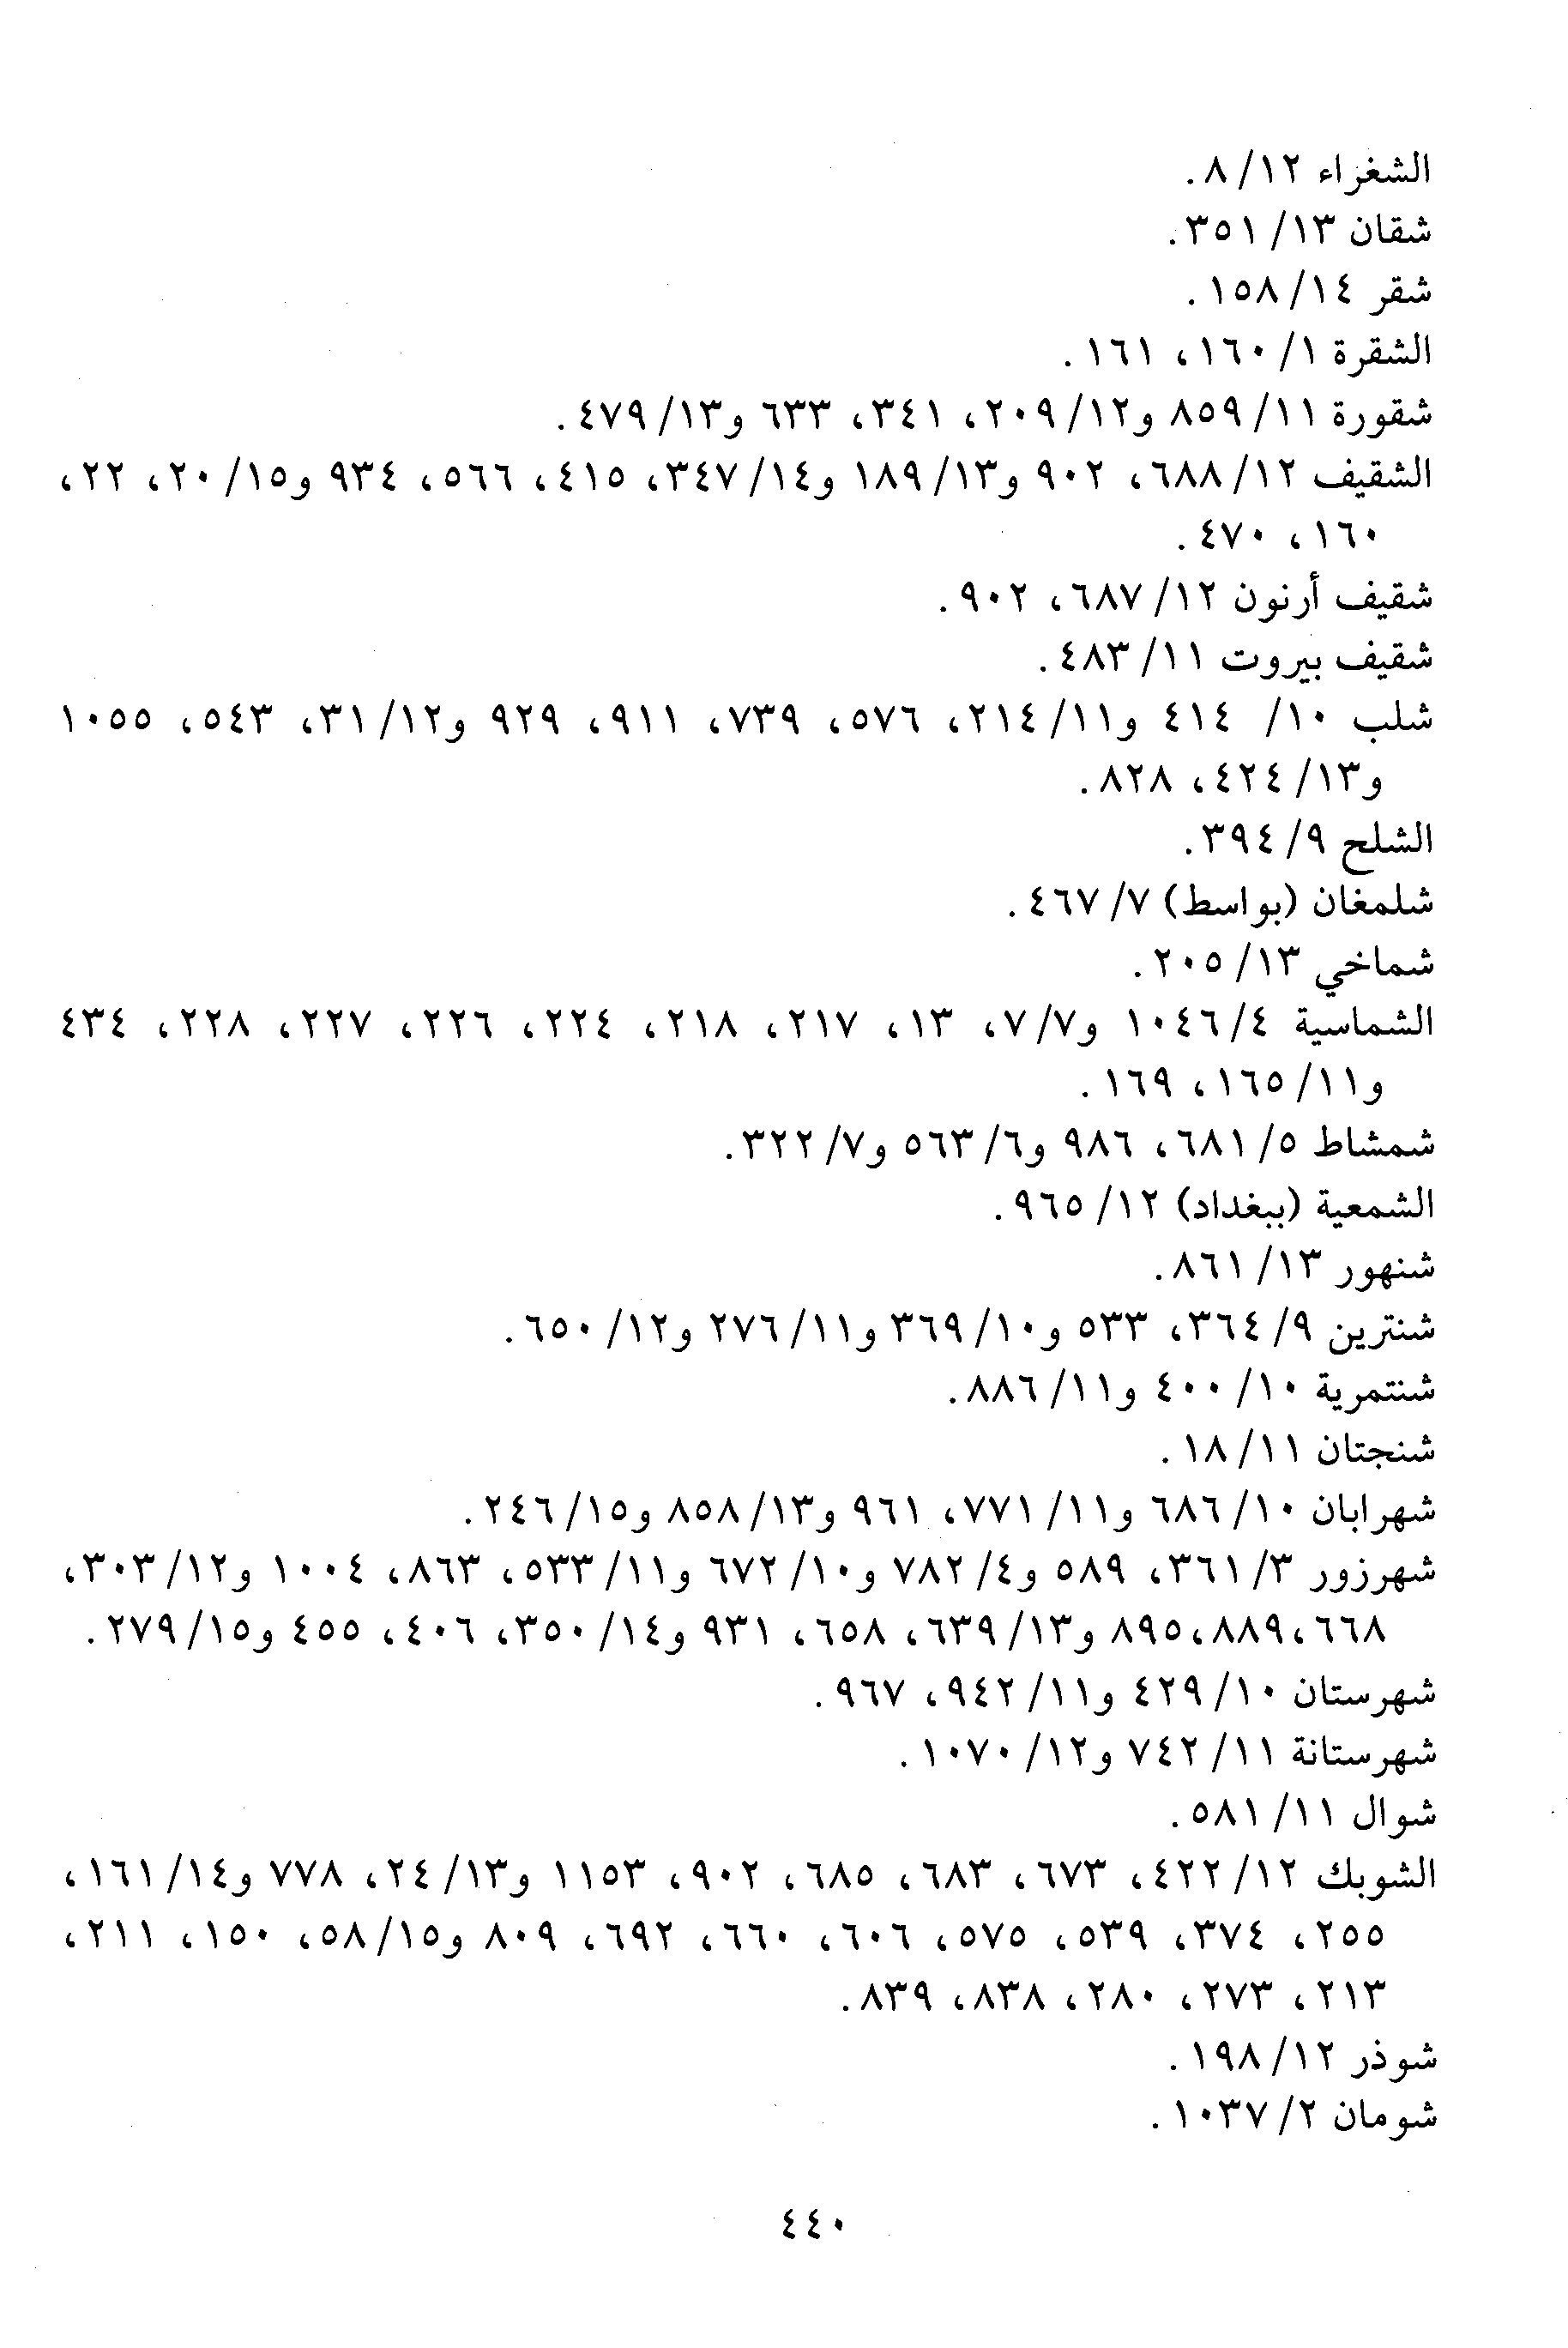 الشغراء ١٢/ ٨.
شقان ١٣/ ٣٥١.
شقر ١٤/ ١٥٨.
الشقرة ١/ ١٦٠، ١٦١.
شقورة ١١/ ٨٥٩ و١٢/ ٢٠٩، ٣٤١، ٦٣٣ و١٣/ ٤٧٩.
الشقيف ١٢/ ٦٨٨، ٩٠٢ و١٣/ ١٨٩ و١٤/ ٣٤٧، ٤١٥، ٥٦٦، ٩٣٤ و١٥/ ٢٠، ٢٢،
١٦٠، ٤٧٠.
شقيف أرنون ١٢/ ٦٨٧، ٩٠٢.
شقيف بيروت ١١/ ٤٨٣.
شلب ١٠/ ٤١٤ و١١/ ٢١٤، ٥٧٦، ٧٣٩، ٩١١، ٩٢٩ و١٢/ ٣١، ٥٤٣، ١٠٥٥
و١٣/ ٤٢٤، ٨٢٨.
الشلح ٩/ ٣٩٤.
شلمغان (بواسط) ٧/ ٤٦٧.
شماخي ١٣/ ٢٠٥.
الشماسية ٤/ ١٠٤٦ و٧/ ٧، ١٣، ٢١٧، ٢١٨، ٢٢٤، ٢٢٦، ٢٢٧، ٢٢٨، ٤٣٤
و١١/ ١٦٥، ١٦٩.
شمشاط ٥/ ٦٨١، ٩٨٦ و٦/ ٥٦٣ و٧/ ٣٢٢.
الشمعية (ببغداد) ١٢/ ٩٦٥.
شنهور ١٣/ ٨٦١.
شنترين ٩/ ٣٦٤، ٥٣٣ و١٠/ ٣٦٩ و١١/ ٢٧٦ و١٢/ ٦٥٠.
شنتمرية ١٠/ ٤٠٠ و١١/ ٨٨٦.
شنجتان ١١/ ١٨.
شهرابان ١٠/ ٦٨٦ و١١/ ٧٧١، ٩٦١ و١٣/ ٨٥٨ و١٥/ ٢٤٦.
شهرزور ٣/ ٣٦١، ٥٨٩ و٤/ ٧٨٢ و١٠/ ٦٧٢ و١١/ ٥٣٣، ٨٦٣، ١٠٠٤ و١٢/ ٣٠٣،
٦٦٨، ٨٨٩، ٨٩٥ و١٣/ ٦٣٩، ٦٥٨، ٩٣١ و١٤/ ٣٥٠، ٤٠٦، ٤٥٥ و١٥/ ٢٧٩.
شهرستان ١٠/ ٤٢٩ و١١/ ٩٤٢، ٩٦٧.
شهرستانة ١١/ ٧٤٢ و١٢/ ١٠٧٠.
شوال ١١/ ٥٨١.
الشوبك ١٢/ ٤٢٢، ٦٧٣، ٦٨٣، ٦٨٥، ٩٠٢، ١١٥٣ و١٣/ ٢٤، ٧٧٨ و١٤/ ١٦١،
٢٥٥، ٣٧٤، ٥٣٩، ٥٧٥، ٦٠٦، ٦٦٠، ٦٩٢، ٨٠٩ و١٥/ ٥٨، ١٥٠، ٢١١،
٢١٣، ٢٧٣، ٢٨٠، ٨٣٨، ٨٣٩.
شوذر ١٢/ ١٩٨.
شومان ٢/ ١٠٣٧.
٤٤٠